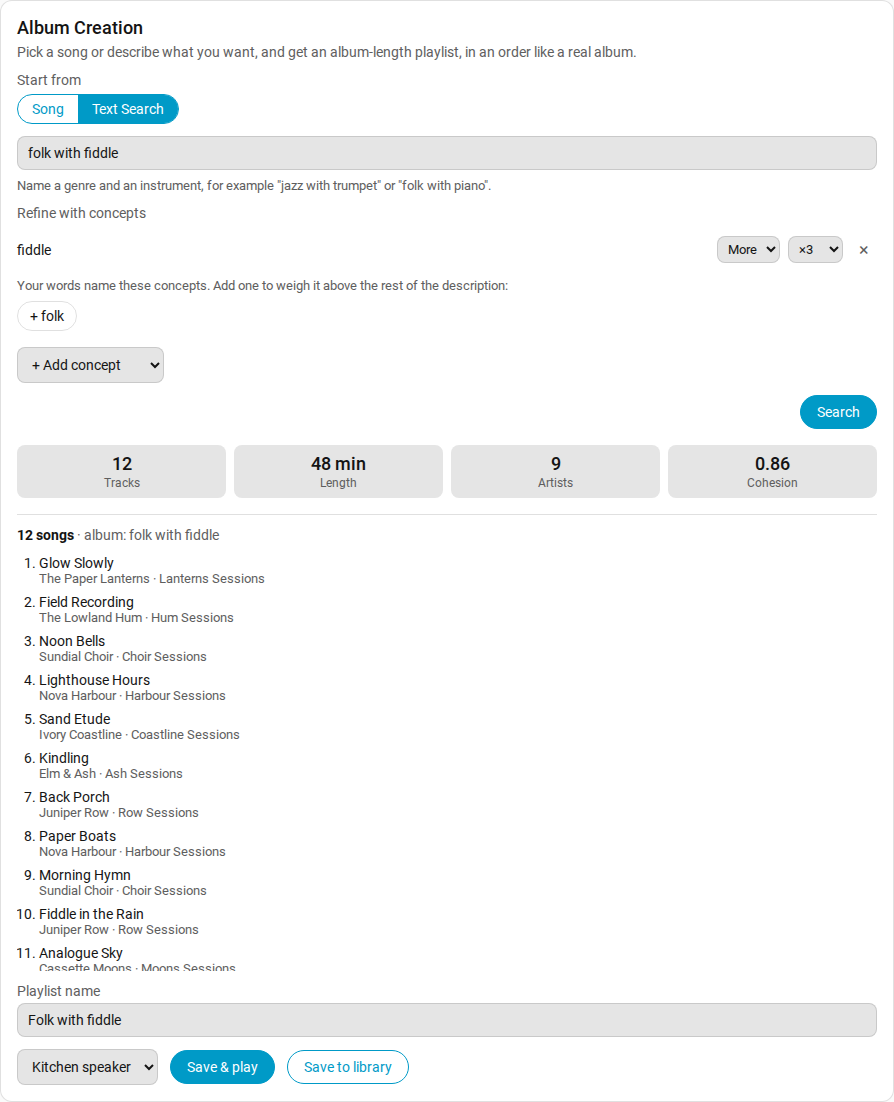 Album Creation
Pick a song or describe what you want, and get an album-length playlist, in an order like a real album.
Start from
Song Text Search
folk with fiddle
Name a genre and an instrument, for example "jazz with trumpet" or "folk with piano".
Refine with concepts
fiddle More ×3 ×
Your words name these concepts. Add one to weigh it above the rest of the description:
+ folk
+ Add concept
Search
12 48 min 9 0.86
Tracks Length Artists Cohesion
12 songs · album: folk with fiddle
1. Glow Slowly
The Paper Lanterns · Lanterns Sessions
2. Field Recording
The Lowland Hum · Hum Sessions
3. Noon Bells
Sundial Choir · Choir Sessions
4. Lighthouse Hours
Nova Harbour · Harbour Sessions
5. Sand Etude
Ivory Coastline · Coastline Sessions
6. Kindling
Elm & Ash · Ash Sessions
7. Back Porch
Juniper Row · Row Sessions
8. Paper Boats
Nova Harbour · Harbour Sessions
9. Morning Hymn
Sundial Choir · Choir Sessions
10. Fiddle in the Rain
Juniper Row · Row Sessions
11. Analogue Sky
Cassette Moons · Moons Sessions
Playlist name
Folk with fiddle
Kitchen speaker Save & play Save to library